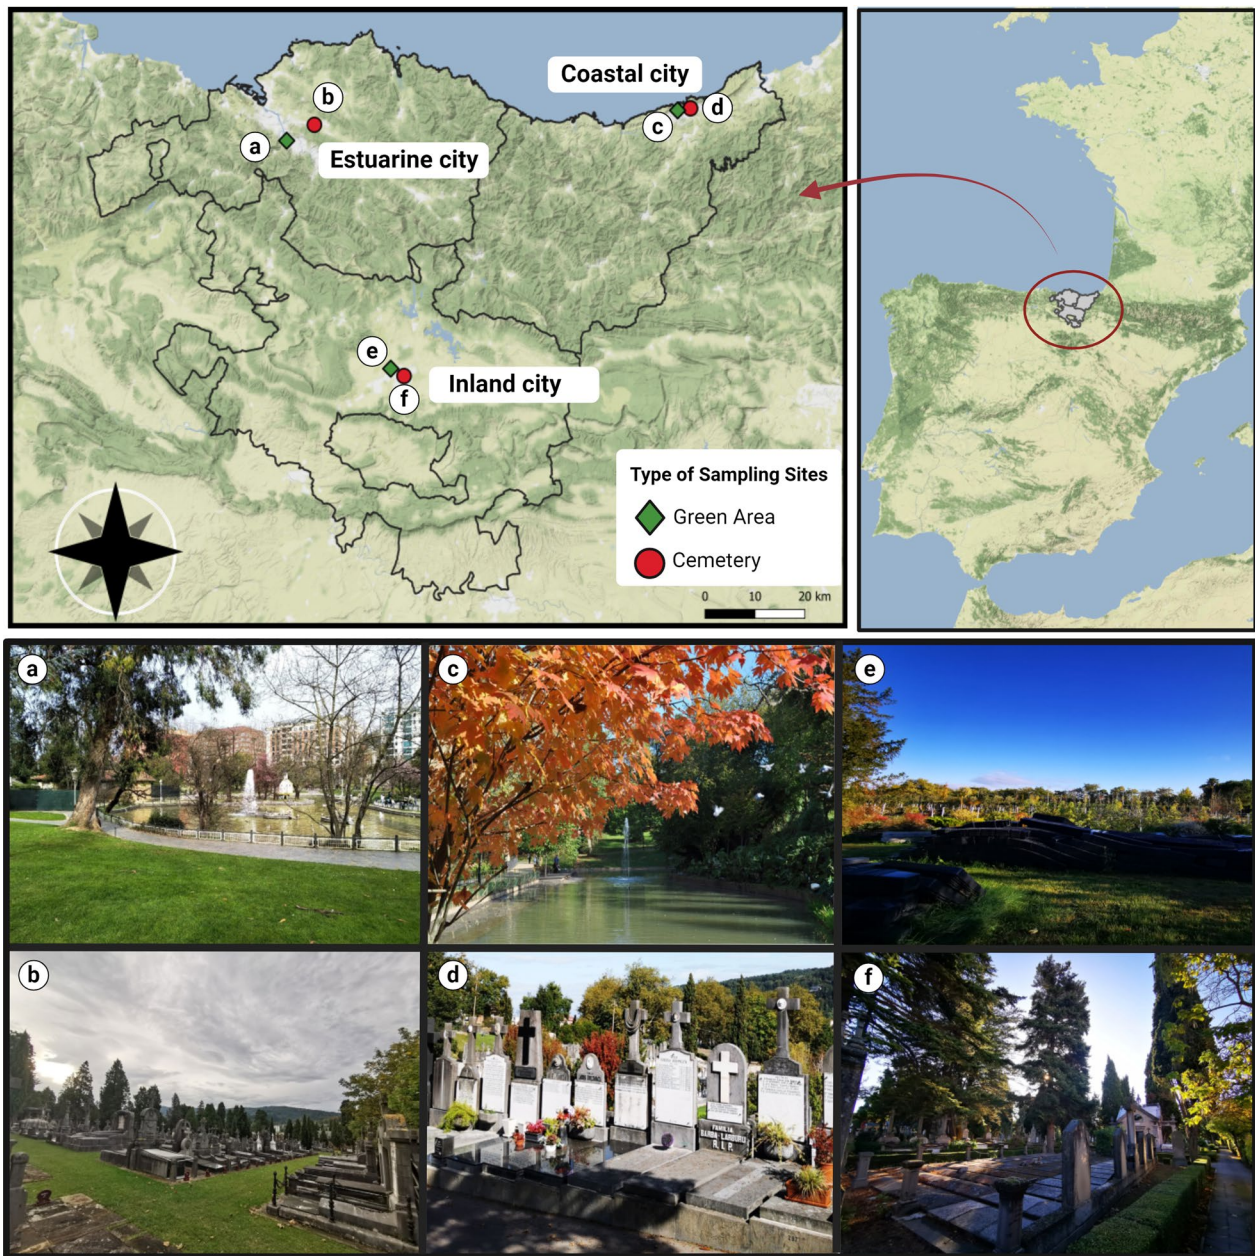 Coastal city
b
d
c
a
Estuarine city
e
Inland city
f
Type of Sampling Sites
Green Area
Cemetery
0 10 20 km
a
c
e
b
d
f
FAMILIA
R. I. P.